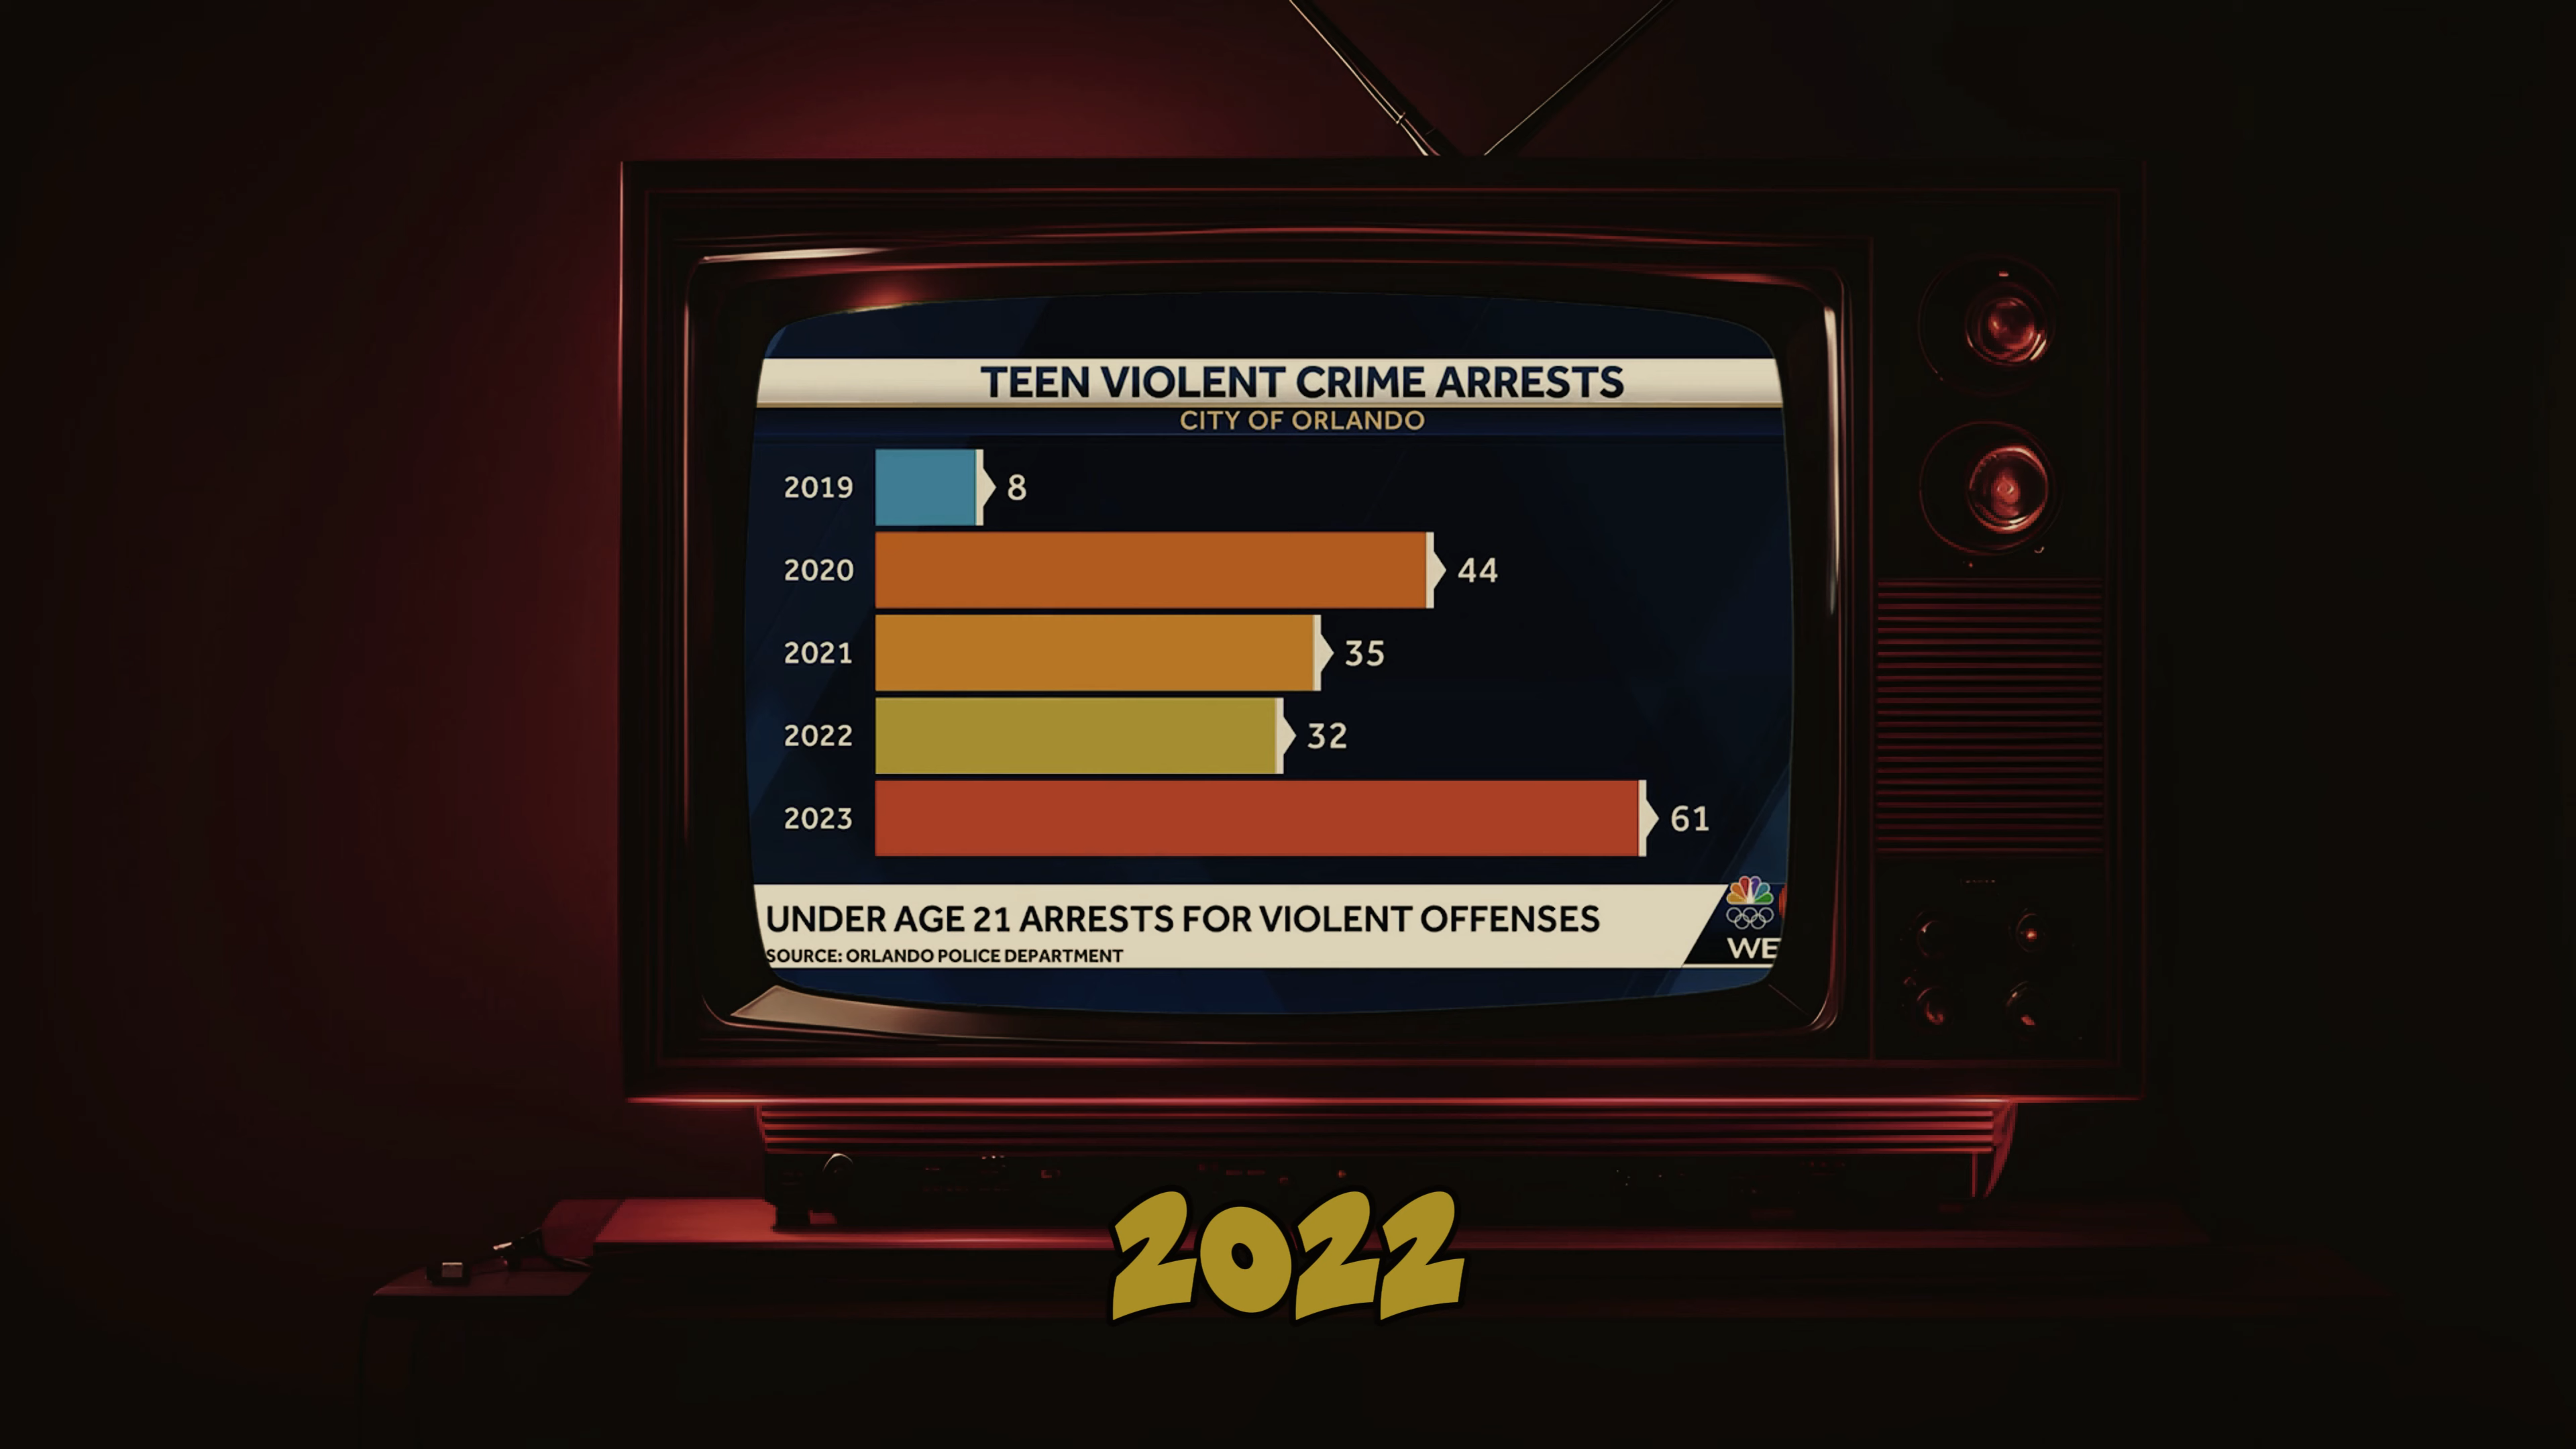 TEEN VIOLENT CRIME ARRESTS
CITY OF ORLANDO
2019 8
2020 44
2021 35
2022 32
2023 61
UNDER AGE 21 ARRESTS FOR VIOLENT OFFENSES
SOURCE: ORLANDO POLICE DEPARTMENT
WE
2022